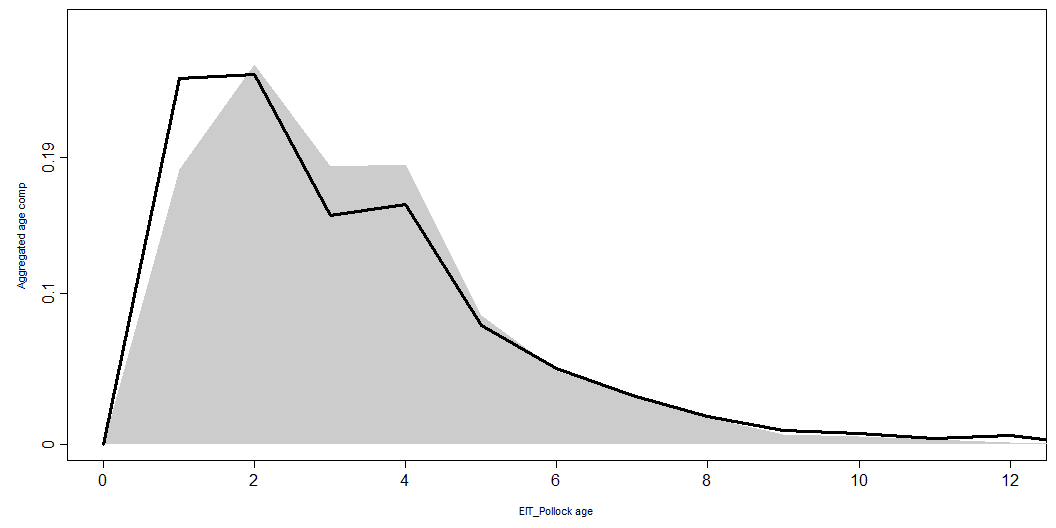 Aggregated age comp
0.19
0.1
0
0 2 4 6 8 10 12
EIT_Pollock age